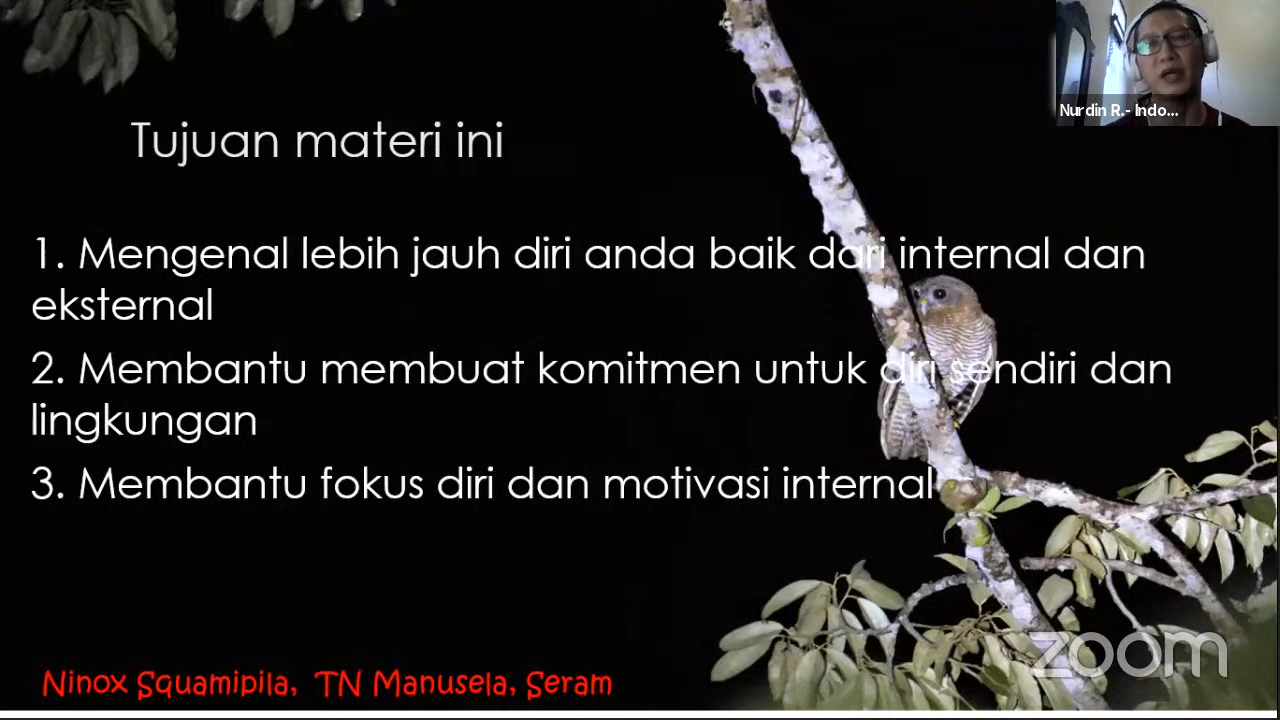 Nurdin R.- Indo...
Tujuan materi ini
1. Mengenal lebih jauh diri anda baik dari internal dan
eksternal
2. Membantu membuat komitmen untuk diri sendiri dan
lingkungan
3. Membantu fokus diri dan motivasi internal
zoom
Ninox Squamipila, TN Manusela, Seram